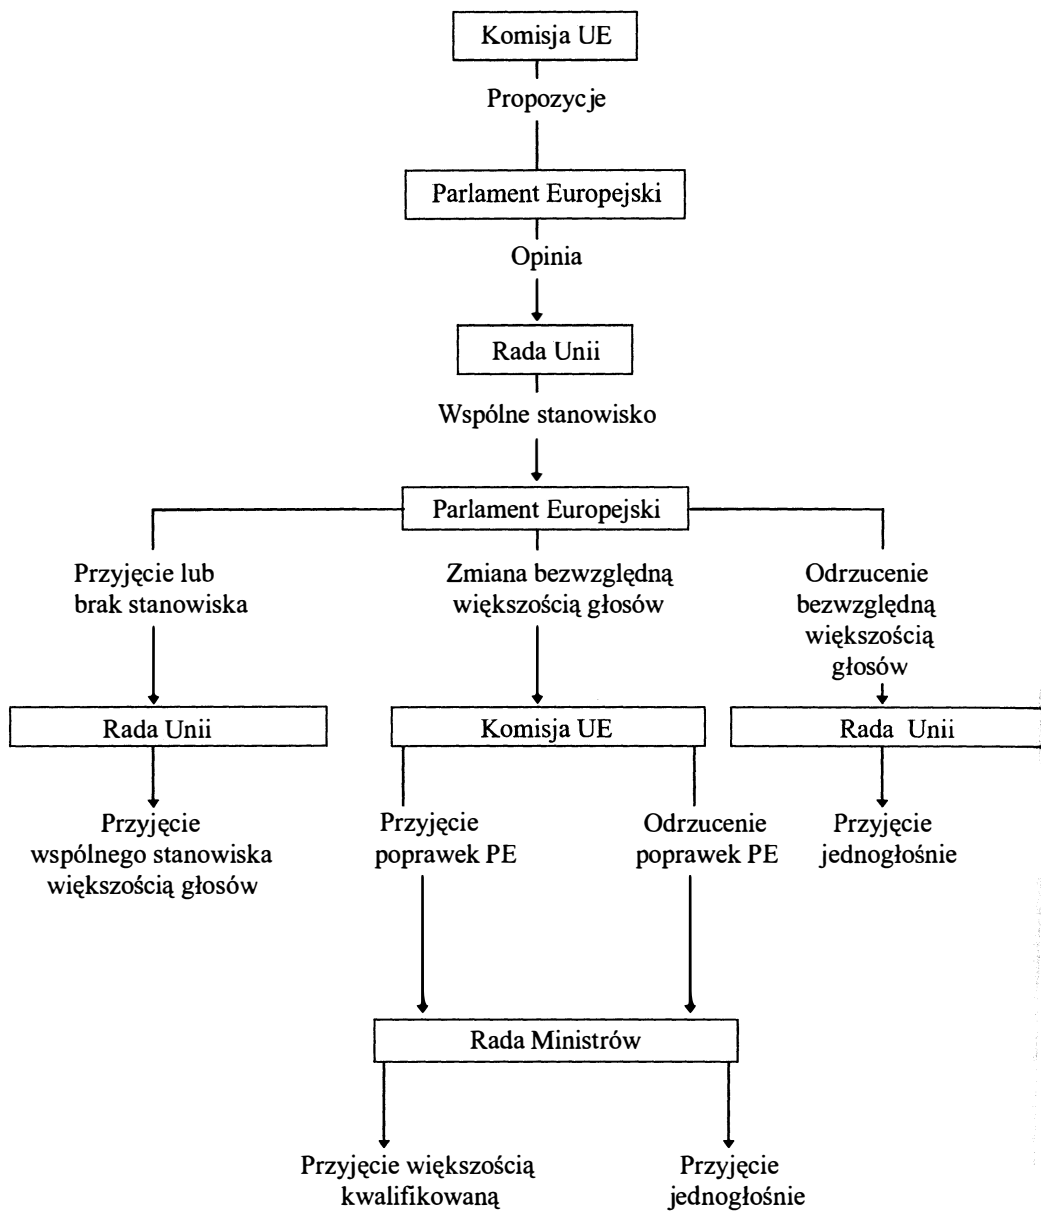 Komisja UE
Propozycje
Parlament Europejski
Opinia
Rada Unii
Wspólne stanowisko
Parlament Europejski
Przyjęcie lub
brak stanowiska
Zmiana bezwzględną
większością głosów
Odrzucenie
bezwzględną
większością
głosów
Rada Unii
Komisja UE
Rada Unii
Przyjęcie
wspólnego stanowiska
większością głosów
Przyjęcie
poprawek PE
Odrzucenie
poprawek PE
Przyjęcie
jednogłośnie
Rada Ministrów
Przyjęcie większością
kwalifikowaną
Przyjęcie
jednogłośnie